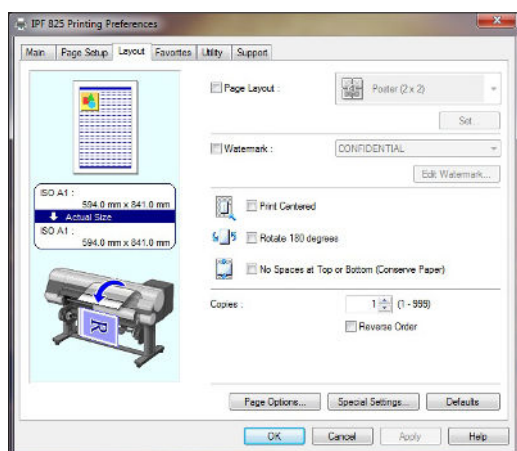 IPF 825 Printing Preferences
Main Page Setup Layout Favorites Utility Support
Page Layout : Poster (2 x 2)
Set...
Watermark : CONFIDENTIAL
Edit Watermark...
ISO A1 :
594.0 mm x 841.0 mm
Actual Size
ISO A1 :
594.0 mm x 841.0 mm
Print Centered
Rotate 180 degrees
No Spaces at Top or Bottom (Conserve Paper)
Copies : 1 (1 - 999)
Reverse Order
R
Page Options... Special Settings... Defaults
OK Cancel Apply Help